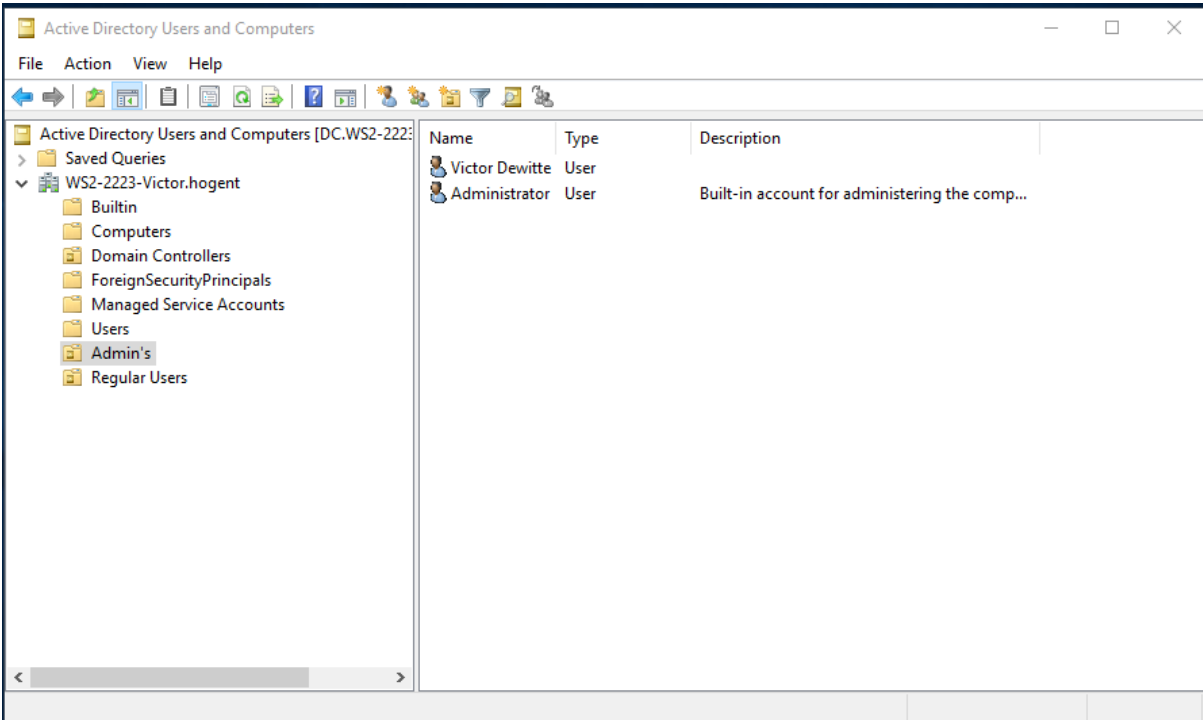 Active Directory Users and Computers
File Action View Help
Active Directory Users and Computers [DC.WS2-222
Saved Queries
WS2-2223-Victor.hogent
Builtin
Computers
Domain Controllers
ForeignSecurityPrincipals
Managed Service Accounts
Users
Admin's
Regular Users
Name Type Description
Victor Dewitte User
Administrator User Built-in account for administering the comp...